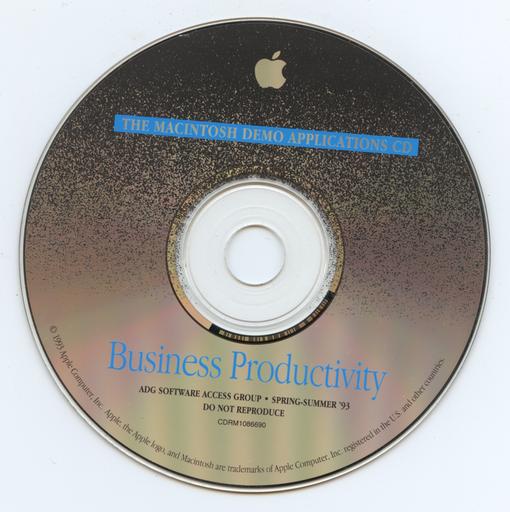 THE MACINTOSH DEMO APPLICATIONS CD
Business Productivity
ADG SOFTWARE ACCESS GROUP • SPRING-SUMMER '93
DO NOT REPRODUCE
CDRM1086690
© 1993 Apple Computer, Inc. Apple, the Apple logo, and Macintosh are trademarks of Apple Computer, Inc. registered in the U.S. and other countries.